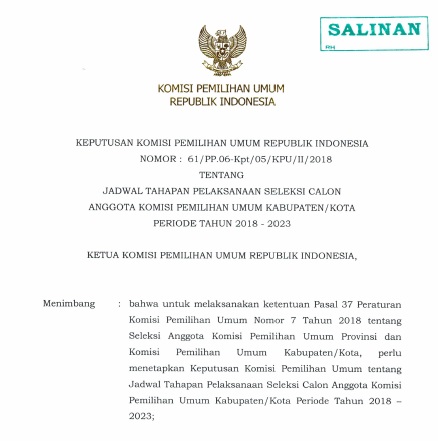 SALINAN
RH
KOMISI PEMILIHAN UMUM
REPUBLIK INDONESIA
KEPUTUSAN KOMISI PEMILIHAN UMUM REPUBLIK INDONESIA
NOMOR : 61/PP.06-Kpt/05/KPU/II/2018
TENTANG
JADWAL TAHAPAN PELAKSANAAN SELEKSI CALON
ANGGOTA KOMISI PEMILIHAN UMUM KABUPATEN/KOTA
PERIODE TAHUN 2018 - 2023
KETUA KOMISI PEMILIHAN UMUM REPUBLIK INDONESIA,
Menimbang : bahwa untuk melaksanakan ketentuan Pasal 37 Peraturan
Komisi Pemilihan Umum Nomor 7 Tahun 2018 tentang
Seleksi Anggota Komisi Pemilihan Umum Provinsi dan
Komisi Pemilihan Umum Kabupaten/Kota, perlu
menetapkan Keputusan Komisi Pemilihan Umum tentang
Jadwal Tahapan Pelaksanaan Seleksi Calon Anggota Komisi
Pemilihan Umum Kabupaten/Kota Periode Tahun 2018 –
2023;